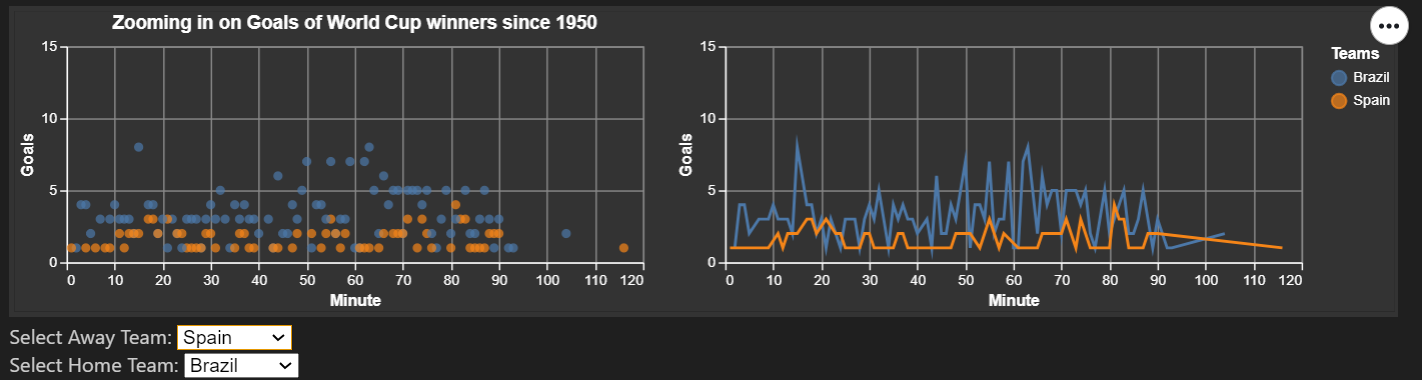 Zooming in on Goals of World Cup winners since 1950
15
10
5
0
Goals
0 10 20 30 40 50 60 70 80 90 100 110 120
Minute
15
10
5
0
Goals
0 10 20 30 40 50 60 70 80 90 100 110 120
Minute
Teams
Brazil
Spain
Select Away Team: Spain
Select Home Team: Brazil